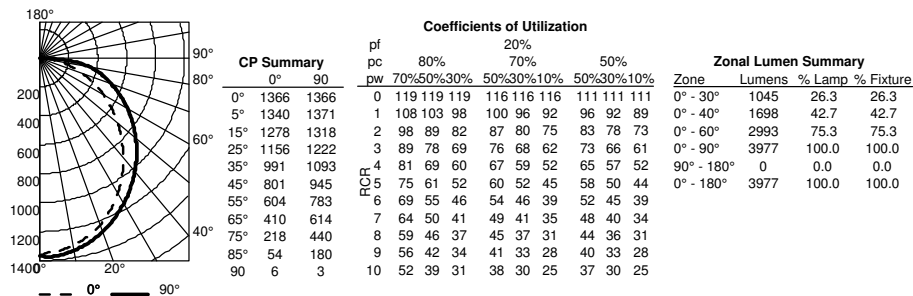 180°
90°
80°
60°
40°
200
400
600
800
1000
1200
1400
0°
20°
0° 90°
CP Summary
0° 90
0° 1366 1366
5° 1340 1371
15° 1278 1318
25° 1156 1222
35° 991 1093
45° 801 945
55° 604 783
65° 410 614
75° 218 440
85° 54 180
90 6 3
Coefficients of Utilization
pf 20%
pc 80% 70% 50%
pw 70%50%30% 50%30%10% 50%30%10%
RCR
0 119 119 119 116 116 116 111 111 111
1 108 103 98 100 96 92 96 92 89
2 98 89 82 87 80 75 83 78 73
3 89 78 69 76 68 62 73 66 61
4 81 69 60 67 59 52 65 57 52
5 75 61 52 60 52 45 58 50 44
6 69 55 46 54 46 39 52 45 39
7 64 50 41 49 41 35 48 40 34
8 59 46 37 45 37 31 44 36 31
9 56 42 34 41 33 28 40 33 28
10 52 39 31 38 30 25 37 30 25
Zonal Lumen Summary
Zone Lumens % Lamp % Fixture
0° - 30° 1045 26.3 26.3
0° - 40° 1698 42.7 42.7
0° - 60° 2993 75.3 75.3
0° - 90° 3977 100.0 100.0
90° - 180° 0 0.0 0.0
0° - 180° 3977 100.0 100.0